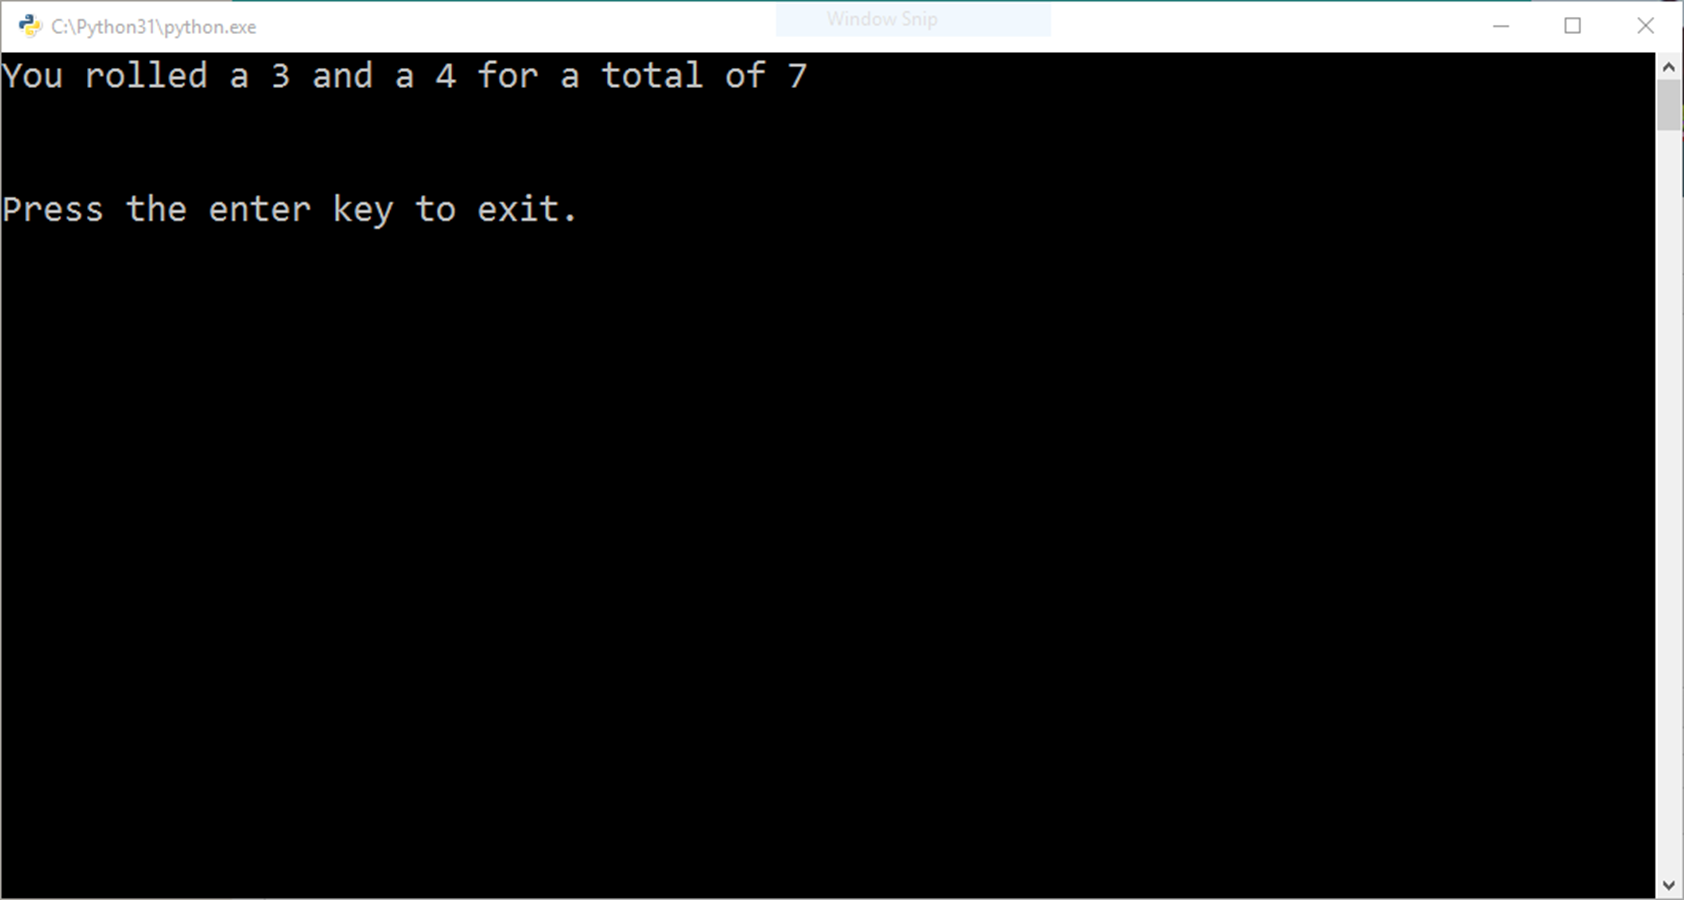 C:\Python31\python.exe
Window Snip
You rolled a 3 and a 4 for a total of 7
Press the enter key to exit.